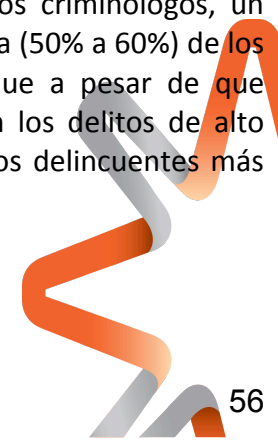 os criminólogos, un
a (50% a 60%) de los
ue a pesar de que
los delitos de alto
os delincuentes más
56